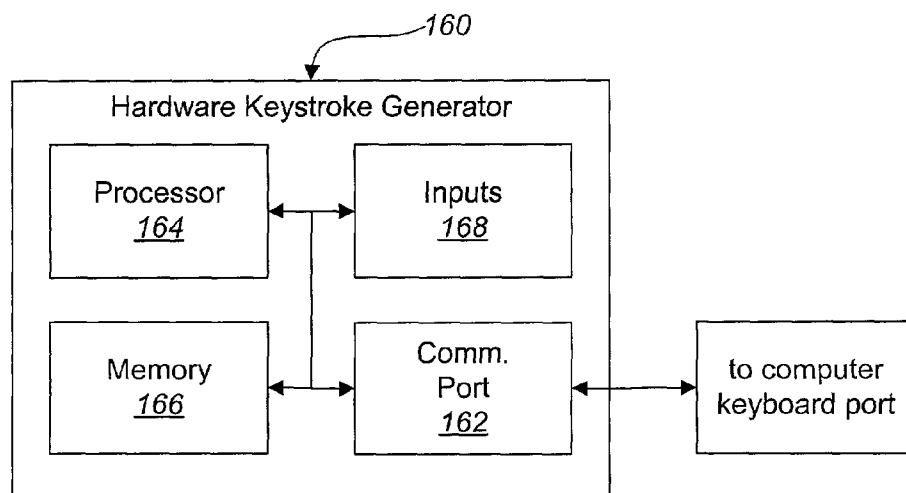 160
Hardware Keystroke Generator
Processor
164
Inputs
168
Memory
166
Comm.
Port
162
to computer
keyboard port